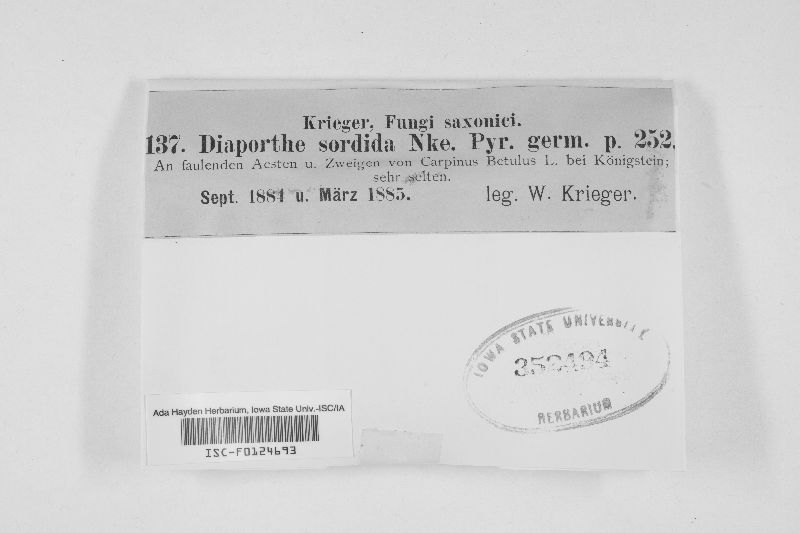 Krieger, Fungi saxonici.
137. Diaporthe sordida Nke. Pyr. germ. p. 252.
An faulenden Aesten u. Zweigen von Carpinus Betulus L. bei Königstein;
sehr selten.
Sept. 1884 u. März 1885. leg. W. Krieger.
IOWA STATE UNIVERSITY
352494
HERBARIUM
Ada Hayden Herbarium, Iowa State Univ.-ISC/IA
ISC-F0124693